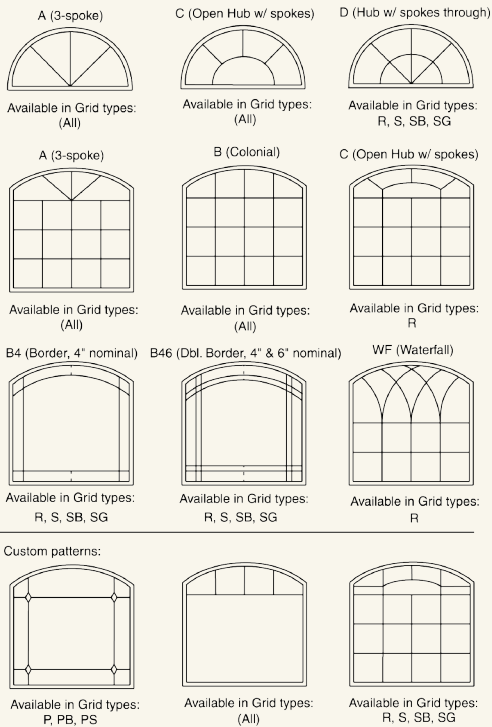 A (3-spoke)
C (Open Hub w/ spokes)
D (Hub w/ spokes through)
Available in Grid types:
(All)
Available in Grid types:
(All)
Available in Grid types:
R, S, SB, SG
A (3-spoke)
B (Colonial)
C (Open Hub w/ spokes)
Available in Grid types:
(All)
Available in Grid types:
(All)
Available in Grid types:
R
B4 (Border, 4" nominal)
B46 (Dbl. Border, 4" & 6" nominal)
WF (Waterfall)
Available in Grid types:
R, S, SB, SG
Available in Grid types:
R, S, SB, SG
Available in Grid types:
R
Custom patterns:
Available in Grid types:
P, PB, PS
Available in Grid types:
(All)
Available in Grid types:
R, S, SB, SG